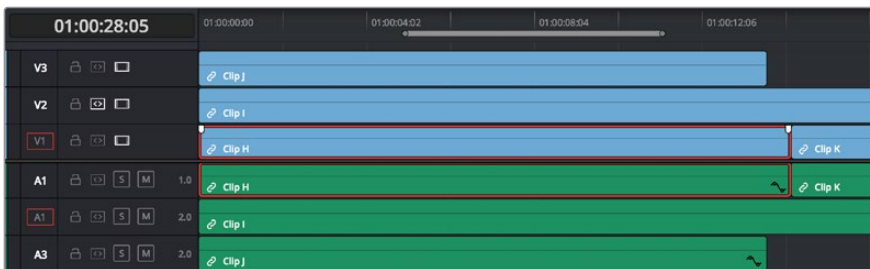 01:00:28:05 01:00:00:00 01:00:04:02 01:00:08:04 01:00:12:06
V3 Clip J
V2 Clip I
V1 Clip H Clip K
A1 S M 1.0 Clip H Clip K
A1 S M 2.0 Clip I
A3 S M 2.0 Clip J